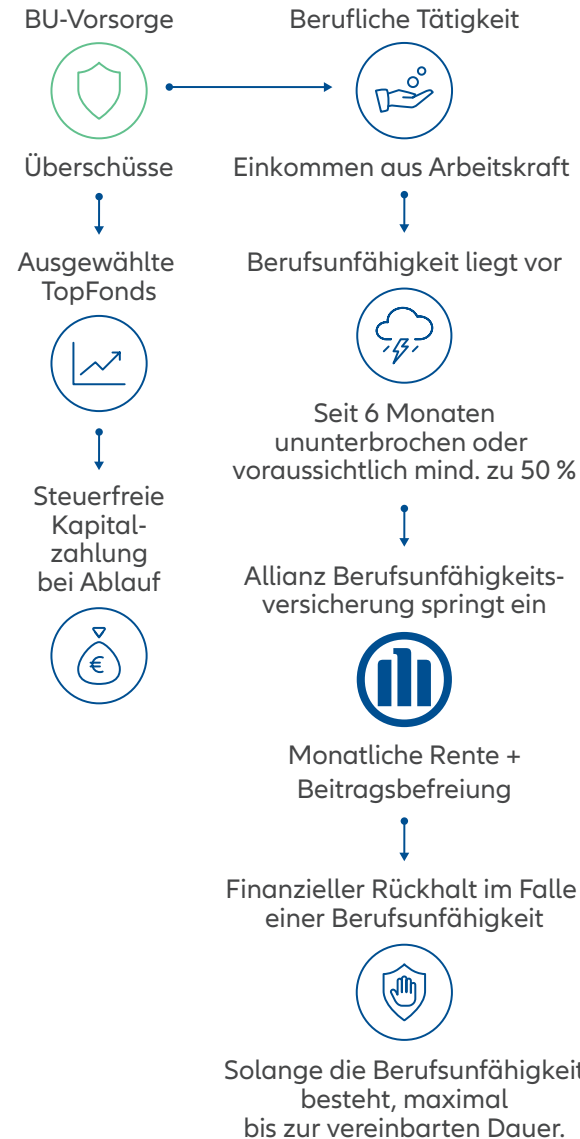 BU-Vorsorge
Überschüsse
Ausgewählte
TopFonds
Steuerfreie
Kapital-
zahlung
bei Ablauf
€
Berufliche Tätigkeit
Einkommen aus Arbeitskraft
Berufsunfähigkeit liegt vor
Seit 6 Monaten
ununterbrochen oder
voraussichtlich mind. zu 50 %
Allianz Berufsunfähigkeits-
versicherung springt ein
Monatliche Rente +
Beitragsbefreiung
Finanzieller Rückhalt im Falle
einer Berufsunfähigkeit
Solange die Berufsunfähigkeit
besteht, maximal
bis zur vereinbarten Dauer.